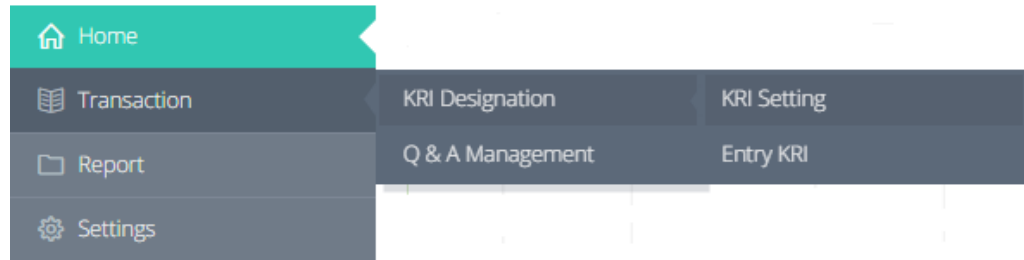 Home
Transaction
KRI Designation
KRI Setting
Report
Q & A Management
Entry KRI
Settings